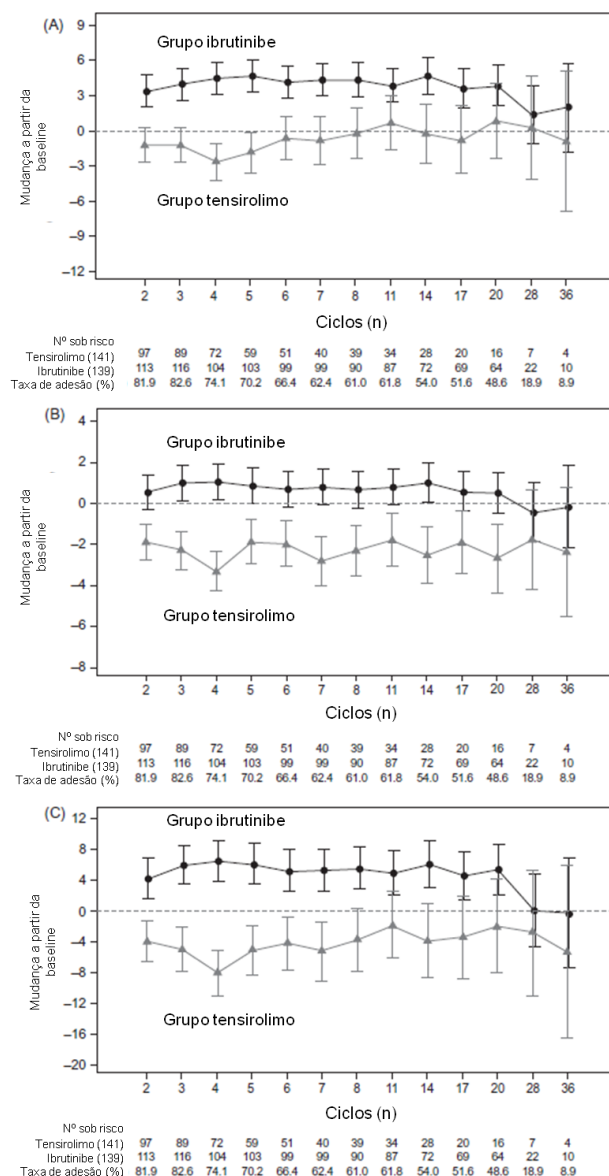 (A)
Grupo ibrutinibe
Grupo tensirolimo
Mudança a partir da
baseline
9
6
3
0
–3
–6
–9
–12
2 3 4 5 6 7 8 11 14 17 20 28 36
Ciclos (n)
Nº sob risco
Tensirolimo (141) 97 89 72 59 51 40 39 34 28 20 16 7 4
Ibrutinibe (139) 113 116 104 103 99 99 90 87 72 69 64 22 10
Taxa de adesão (%) 81.9 82.6 74.1 70.2 66.4 62.4 61.0 61.8 54.0 51.6 48.6 18.9 8.9
(B)
Grupo ibrutinibe
Grupo tensirolimo
Mudança a partir da
baseline
4
2
0
–2
–4
–6
–8
2 3 4 5 6 7 8 11 14 17 20 28 36
Ciclos (n)
Nº sob risco
Tensirolimo (141) 97 89 72 59 51 40 39 34 28 20 16 7 4
Ibrutinibe (139) 113 116 104 103 99 99 90 87 72 69 64 22 10
Taxa de adesão (%) 81.9 82.6 74.1 70.2 66.4 62.4 61.0 61.8 54.0 51.6 48.6 18.9 8.9
(C)
Grupo ibrutinibe
Grupo tensirolimo
Mudança a partir da
baseline
12
8
4
0
–4
–8
–12
–16
–20
2 3 4 5 6 7 8 11 14 17 20 28 36
Ciclos (n)
Nº sob risco
Tensirolimo (141) 97 89 72 59 51 40 39 34 28 20 16 7 4
Ibrutinibe (139) 113 116 104 103 99 99 90 87 72 69 64 22 10
Taxa de adesão (%) 81.9 82.6 74.1 70.2 66.4 62.4 61.0 61.8 54.0 51.6 48.6 18.9 8.9